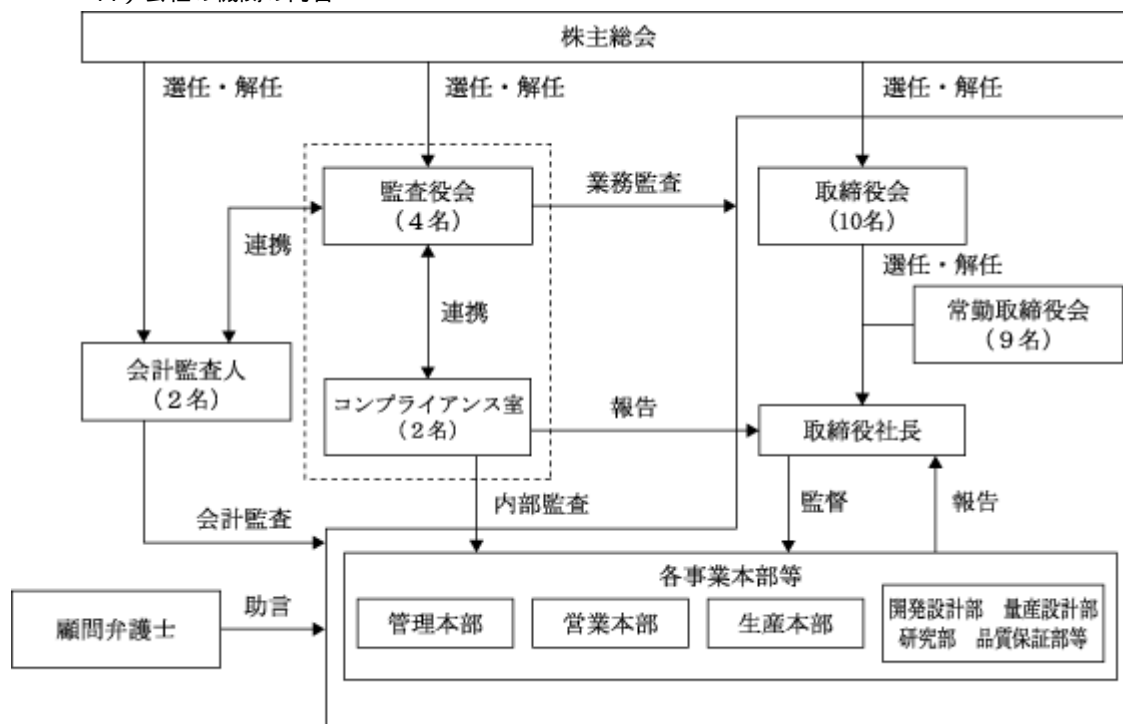 株主総会
選任・解任
選任・解任
選任・解任
監査役会
(4名)
業務監査
取締役会
(10名)
連携
選任・解任
連携
常勤取締役会
(9名)
会計監査人
(2名)
コンプライアンス室
(2名)
報告
取締役社長
内部監査
監督
報告
会計監査
各事業本部等
顧問弁護士
助言
管理本部
営業本部
生産本部
開発設計部 量産設計部
研究部 品質保証部等